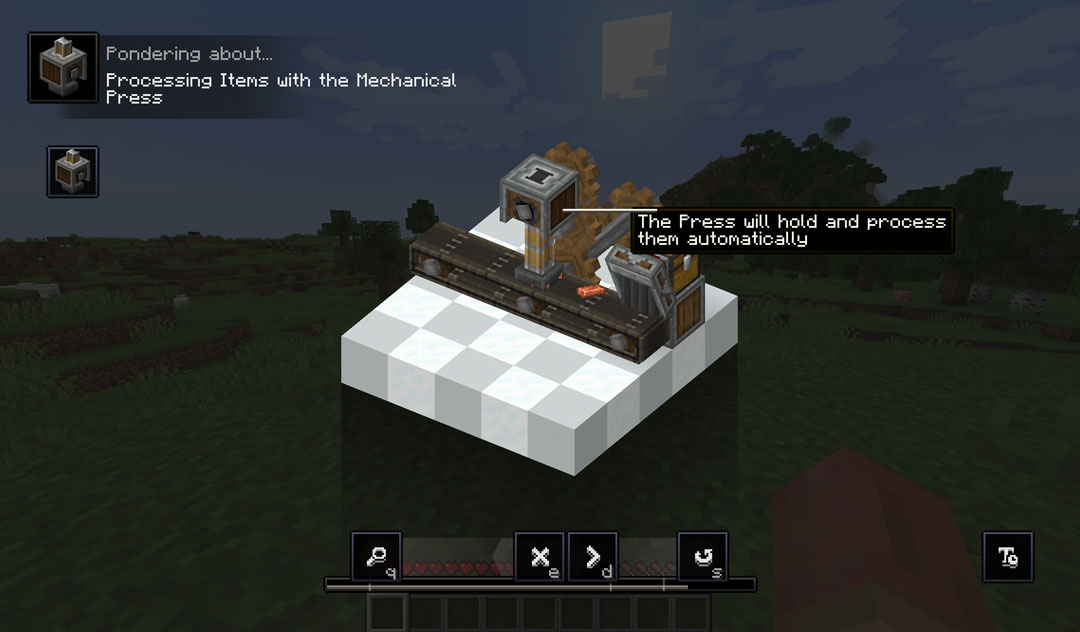 Pondering about...
Processing Items with the Mechanical
Press
The Press will hold and process
them automatically
q
e
d
s
T